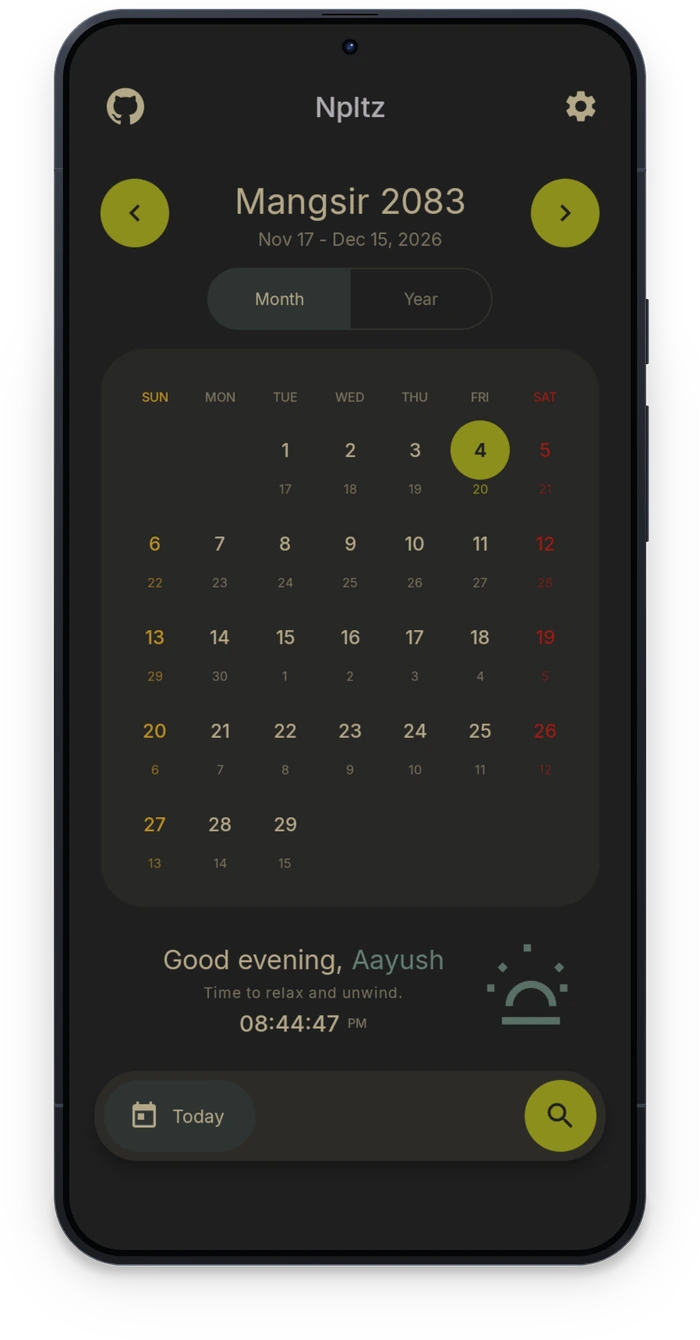 Npltz
Mangsir 2083
Nov 17 - Dec 15, 2026
Month Year
SUN MON TUE WED THU FRI SAT
1 2 3 4 5
17 18 19 20 21
6 7 8 9 10 11 12
22 23 24 25 26 27 28
13 14 15 16 17 18 19
29 30 1 2 3 4 5
20 21 22 23 24 25 26
6 7 8 9 10 11 12
27 28 29
13 14 15
Good evening, Aayush
Time to relax and unwind.
08:44:47 PM
Today